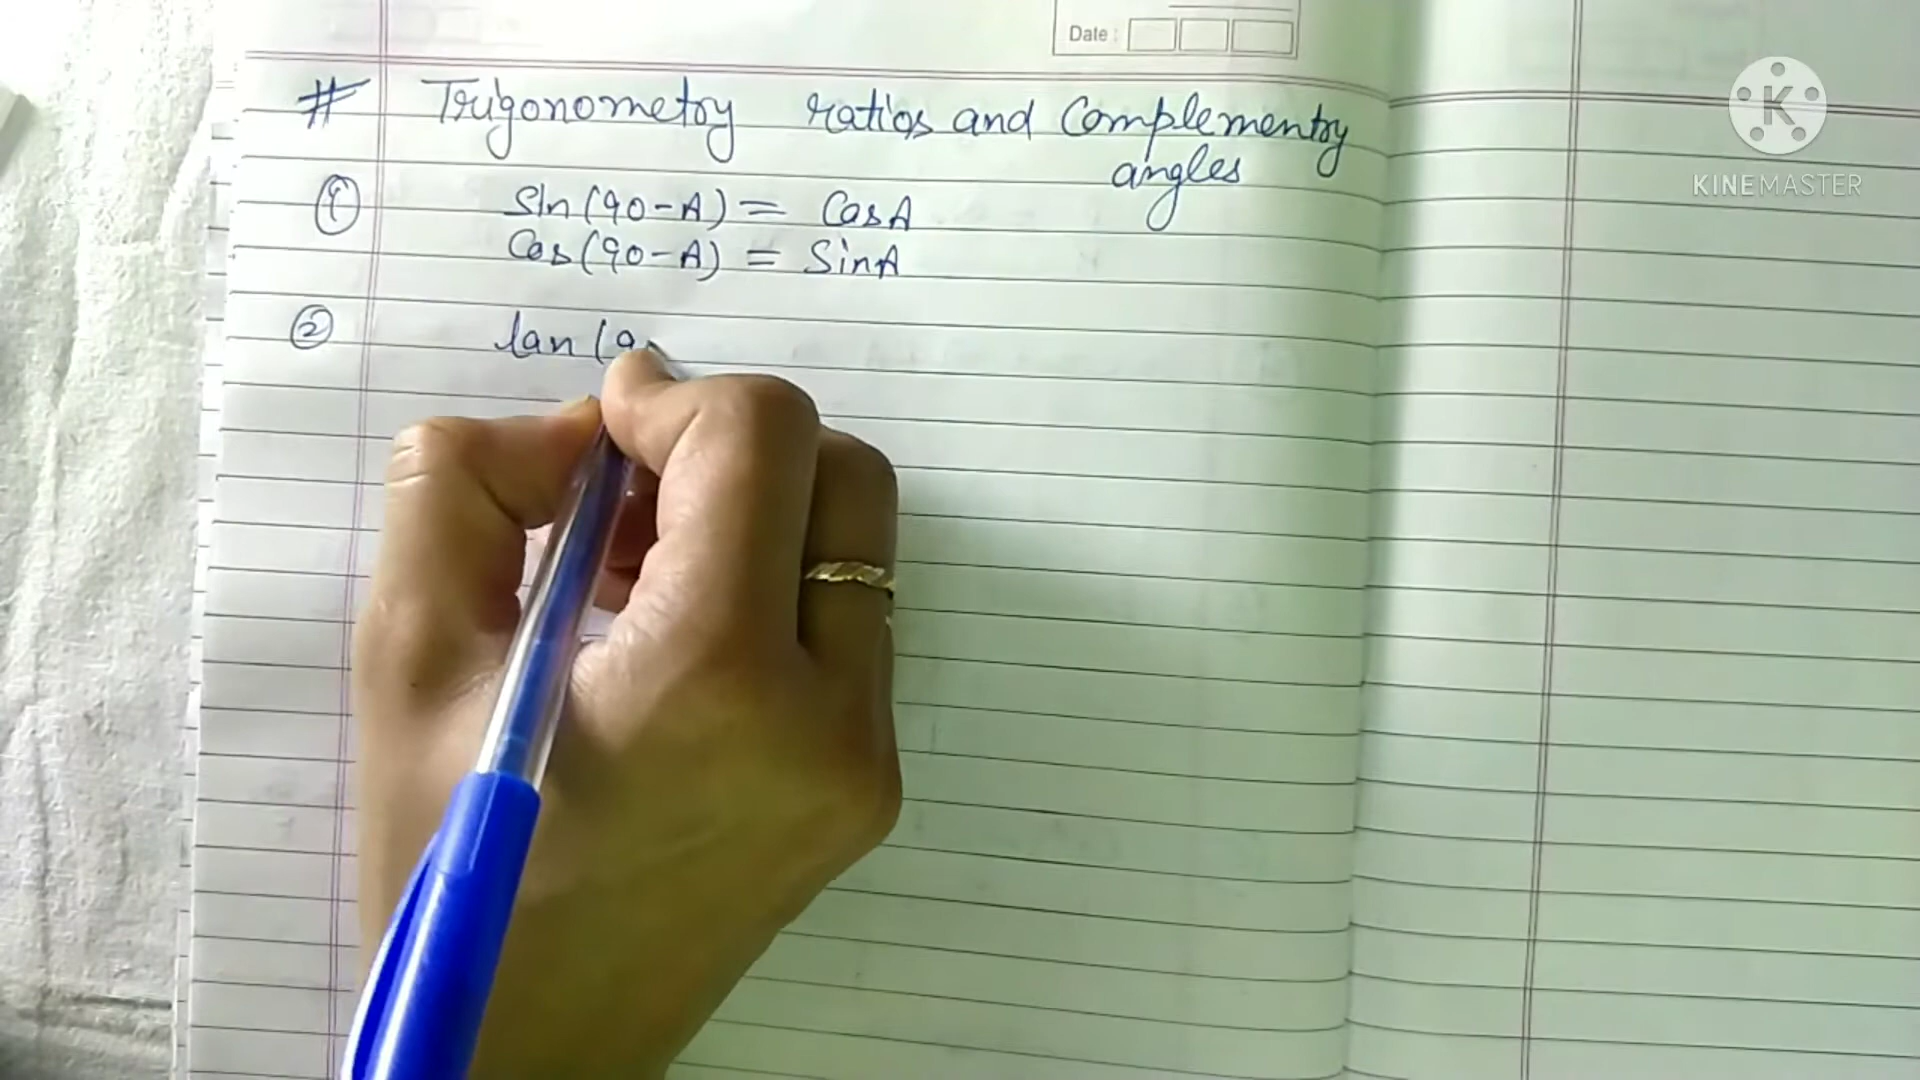 Date :
# Trigonometry ratios and Complementry
angles
① Sin(90-A) = CosA
Cos(90-A) = SinA
② tan (9
KINEMASTER